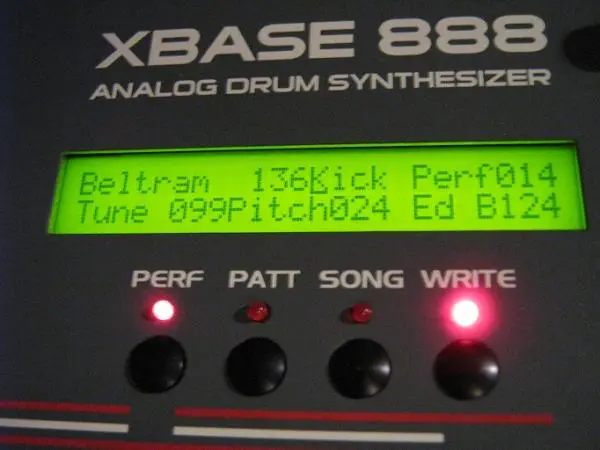 XBASE 888
ANALOG DRUM SYNTHESIZER
Beltram 136Kick Perf014
Tune 099Pitch024 Ed B124
PERF PATT SONG WRITE